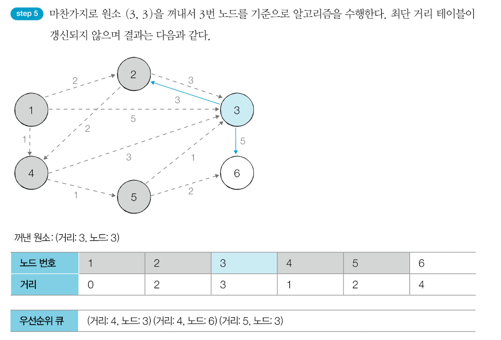 step 5 마찬가지로 원소 (3, 3)을 꺼내서 3번 노드를 기준으로 알고리즘을 수행한다. 최단 거리 테이블이
갱신되지 않으며 결과는 다음과 같다.
2
2
3
3
1
5
3
1
2
5
4
3
1
6
1
5
2
꺼낸 원소: (거리: 3, 노드: 3)
노드 번호 1 2 3 4 5 6
거리 0 2 3 1 2 4
우선순위 큐 (거리: 4, 노드: 3) (거리: 4, 노드: 6) (거리: 5, 노드: 3)